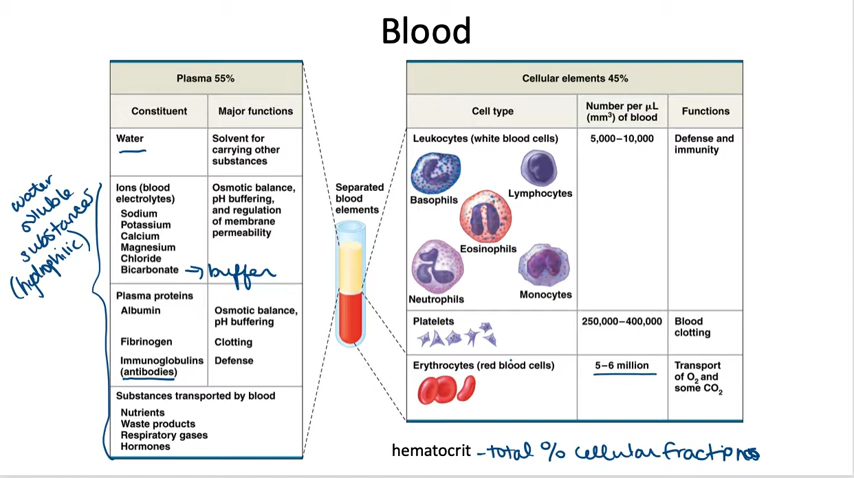 Blood
Plasma 55%
Constituent
Major functions
Water
Solvent for
carrying other
substances
Ions (blood
electrolytes)
Sodium
Potassium
Calcium
Magnesium
Chloride
Bicarbonate → buffer
Osmotic balance,
pH buffering,
and regulation
of membrane
permeability
Plasma proteins
Albumin
Osmotic balance,
pH buffering
Fibrinogen
Clotting
Immunoglobulins
(antibodies)
Defense
Substances transported by blood
Nutrients
Waste products
Respiratory gases
Hormones
water
soluble
substances
(hydrophilic)
Separated
blood
elements
Cellular elements 45%
Cell type
Number per μL
(mm³) of blood
Functions
Leukocytes (white blood cells)
5,000–10,000
Defense and
immunity
Basophils
Lymphocytes
Eosinophils
Neutrophils
Monocytes
Platelets
250,000–400,000
Blood
clotting
Erythrocytes (red blood cells)
5–6 million
Transport
of O₂ and
some CO₂
hematocrit - total % cellular fractions